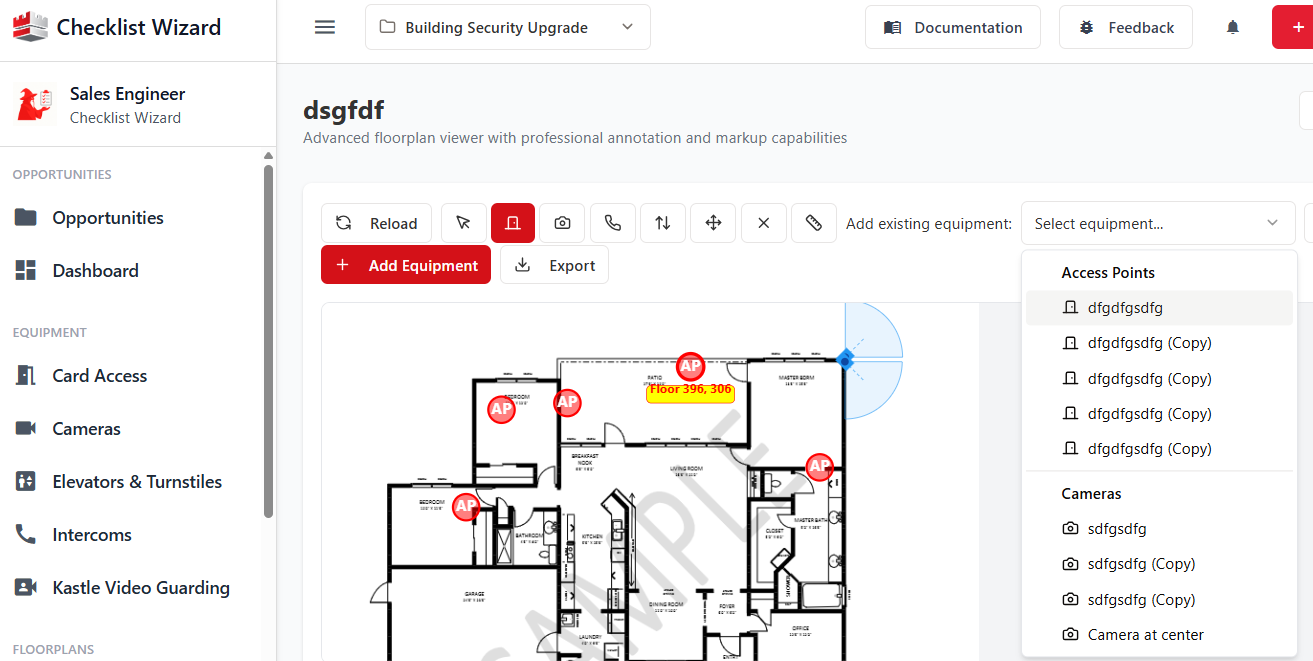 Checklist Wizard
Building Security Upgrade
Documentation
Feedback
Sales Engineer
Checklist Wizard
OPPORTUNITIES
Opportunities
Dashboard
EQUIPMENT
Card Access
Cameras
Elevators & Turnstiles
Intercoms
Kastle Video Guarding
FLOORPLANS
dsgfdf
Advanced floorplan viewer with professional annotation and markup capabilities
Reload
Add existing equipment:
Select equipment...
Add Equipment
Export
Access Points
dfgdfgsdfg
dfgdfgsdfg (Copy)
dfgdfgsdfg (Copy)
dfgdfgsdfg (Copy)
dfgdfgsdfg (Copy)
Cameras
sdfgsdfg
sdfgsdfg (Copy)
sdfgsdfg (Copy)
Camera at center
AP
PATIO
MASTER BDRM
Floor 396, 306
BEDROOM
AP
AP
BREAKFAST
NOOK
LIVING ROOM
AP
BEDROOM
AP
BATHROOM
KITCHEN
CLOSET
MASTER BATH
SHOWER
GARAGE
DINING ROOM
FOYER
OFFICE
LAUNDRY
ENTRY
SAMPLE